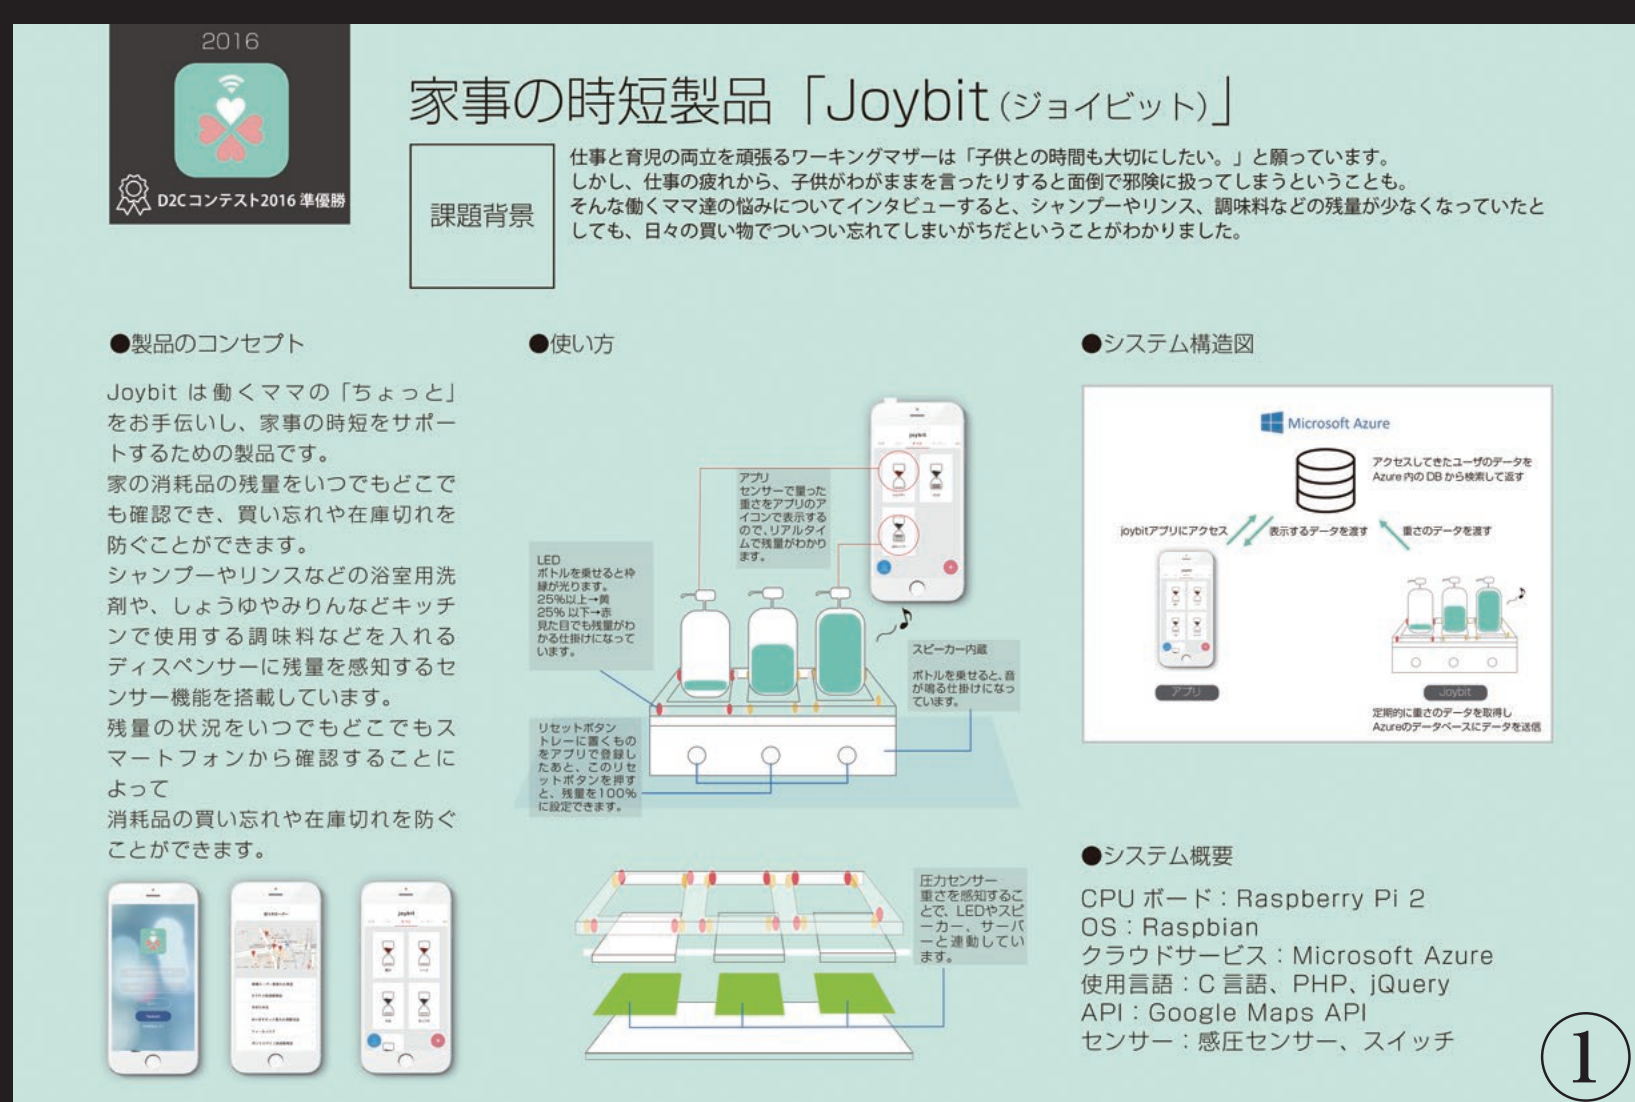 2016
D2Cコンテスト2016 準優勝
家事の時短製品「Joybit(ジョイビット)」
課題背景
仕事と育児の両立を頑張るワーキングマザーは「子供との時間も大切にしたい。」と願っています。
しかし、仕事の疲れから、子供がわがままを言ったりすると面倒で邪険に扱ってしまうということも。
そんな働くママ達の悩みについてインタビューすると、シャンプーやリンス、調味料などの残量が少なくなっていたと
しても、日々の買い物でついつい忘れてしまいがちだということがわかりました。
●製品のコンセプト
Joybit は働くママの「ちょっと」
をお手伝いし、家事の時短をサポー
トするための製品です。
家の消耗品の残量をいつでもどこで
も確認でき、買い忘れや在庫切れを
防ぐことができます。
シャンプーやリンスなどの浴室用洗
剤や、しょうゆやみりんなどキッチ
ンで使用する調味料などを入れる
ディスペンサーに残量を感知するセ
ンサー機能を搭載しています。
残量の状況をいつでもどこでもス
マートフォンから確認することに
よって
消耗品の買い忘れや在庫切れを防ぐ
ことができます。
joybit
●使い方
joybit
アプリ
センサーで量った
重さをアプリのア
イコンで表示する
ので、リアルタイ
ムで残量がわかり
ます。
LED
ボトルを乗せると枠
縁が光ります。
25%以上→黄
25% 以下→赤
見た目でも残量がわ
かる仕掛けになって
います。
スピーカー内蔵
ボトルを乗せると、音
が鳴る仕掛けになっ
ています。
リセットボタン
トレーに置くもの
をアプリで登録し
たあと、このリセ
ットボタンを押す
と、残量を100%
に設定できます。
圧力センサー
重さを感知するこ
とで、LEDやスピ
ーカー、サーバ
ーと連動してい
ます。
●システム構造図
Microsoft Azure
アクセスしてきたユーザのデータを
Azure 内の DB から検索して返す
joybitアプリにアクセス
表示するデータを渡す
重さのデータを渡す
アプリ
Joybit
定期的に重さのデータを取得し
Azureのデータベースにデータを送信
●システム概要
CPU ボード：Raspberry Pi 2
OS：Raspbian
クラウドサービス：Microsoft Azure
使用言語：C 言語、PHP、jQuery
API：Google Maps API
センサー：感圧センサー、スイッチ
①